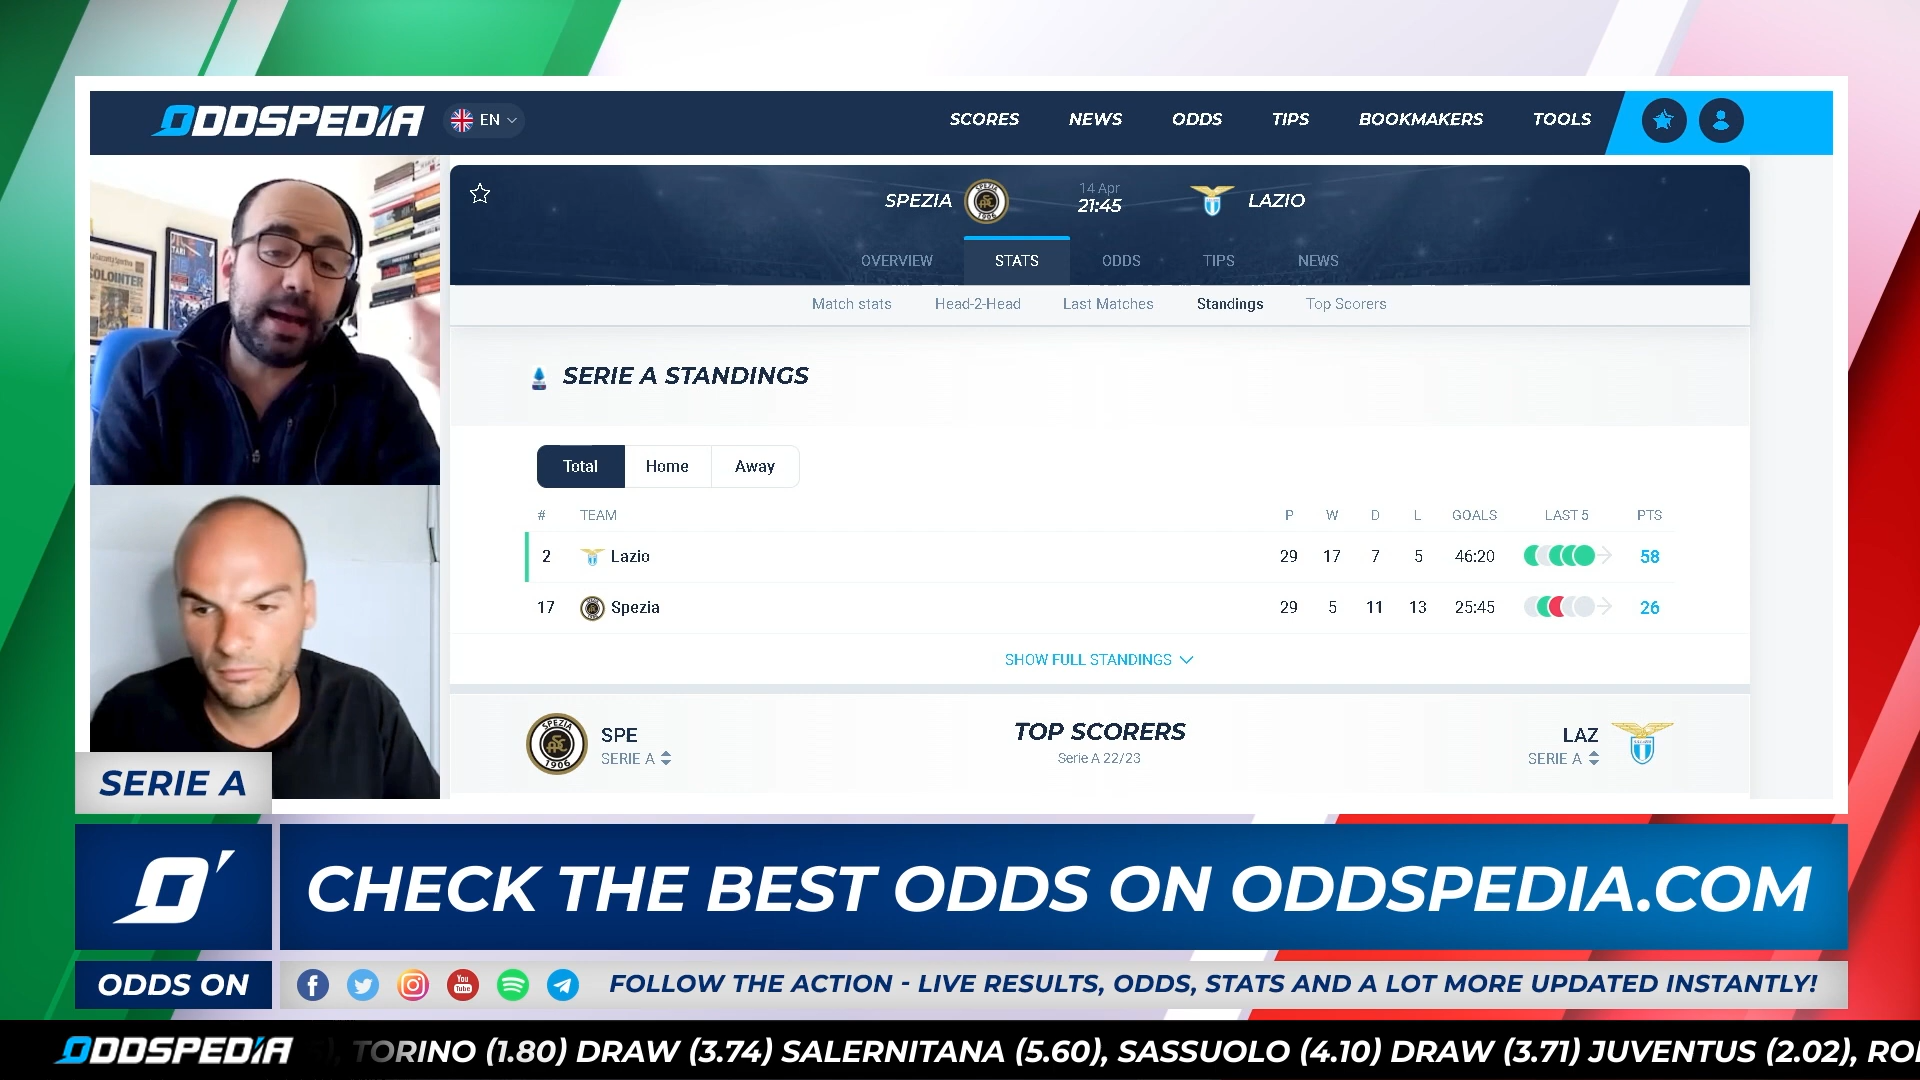 ODDSPEDIA
EN
SCORES
NEWS
ODDS
TIPS
BOOKMAKERS
TOOLS
SPEZIA
14 Apr
21:45
LAZIO
OVERVIEW
STATS
ODDS
TIPS
NEWS
Match stats
Head-2-Head
Last Matches
Standings
Top Scorers
SERIE A STANDINGS
Total
Home
Away
# TEAM P W D L GOALS LAST 5 PTS
2 Lazio 29 17 7 5 46:20 58
17 Spezia 29 5 11 13 25:45 26
SHOW FULL STANDINGS
SPEZIA
1906
SPE
SERIE A
TOP SCORERS
Serie A 22/23
LAZ
SERIE A
SERIE A
CHECK THE BEST ODDS ON ODDSPEDIA.COM
ODDS ON
You Tube
FOLLOW THE ACTION - LIVE RESULTS, ODDS, STATS AND A LOT MORE UPDATED INSTANTLY!
ODDSPEDIA
), TORINO (1.80) DRAW (3.74) SALERNITANA (5.60), SASSUOLO (4.10) DRAW (3.71) JUVENTUS (2.02), RO